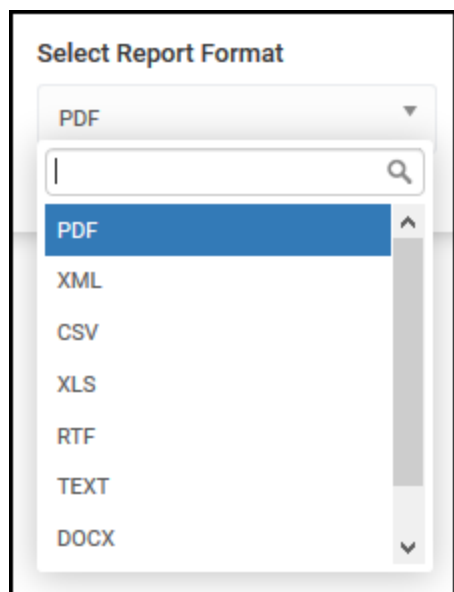 Select Report Format
PDF
PDF
XML
CSV
XLS
RTF
TEXT
DOCX